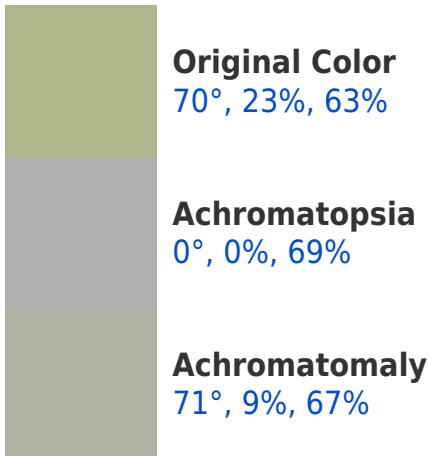 Original Color
70°, 23%, 63%
Achromatopsia
0°, 0%, 69%
Achromatomaly
71°, 9%, 67%